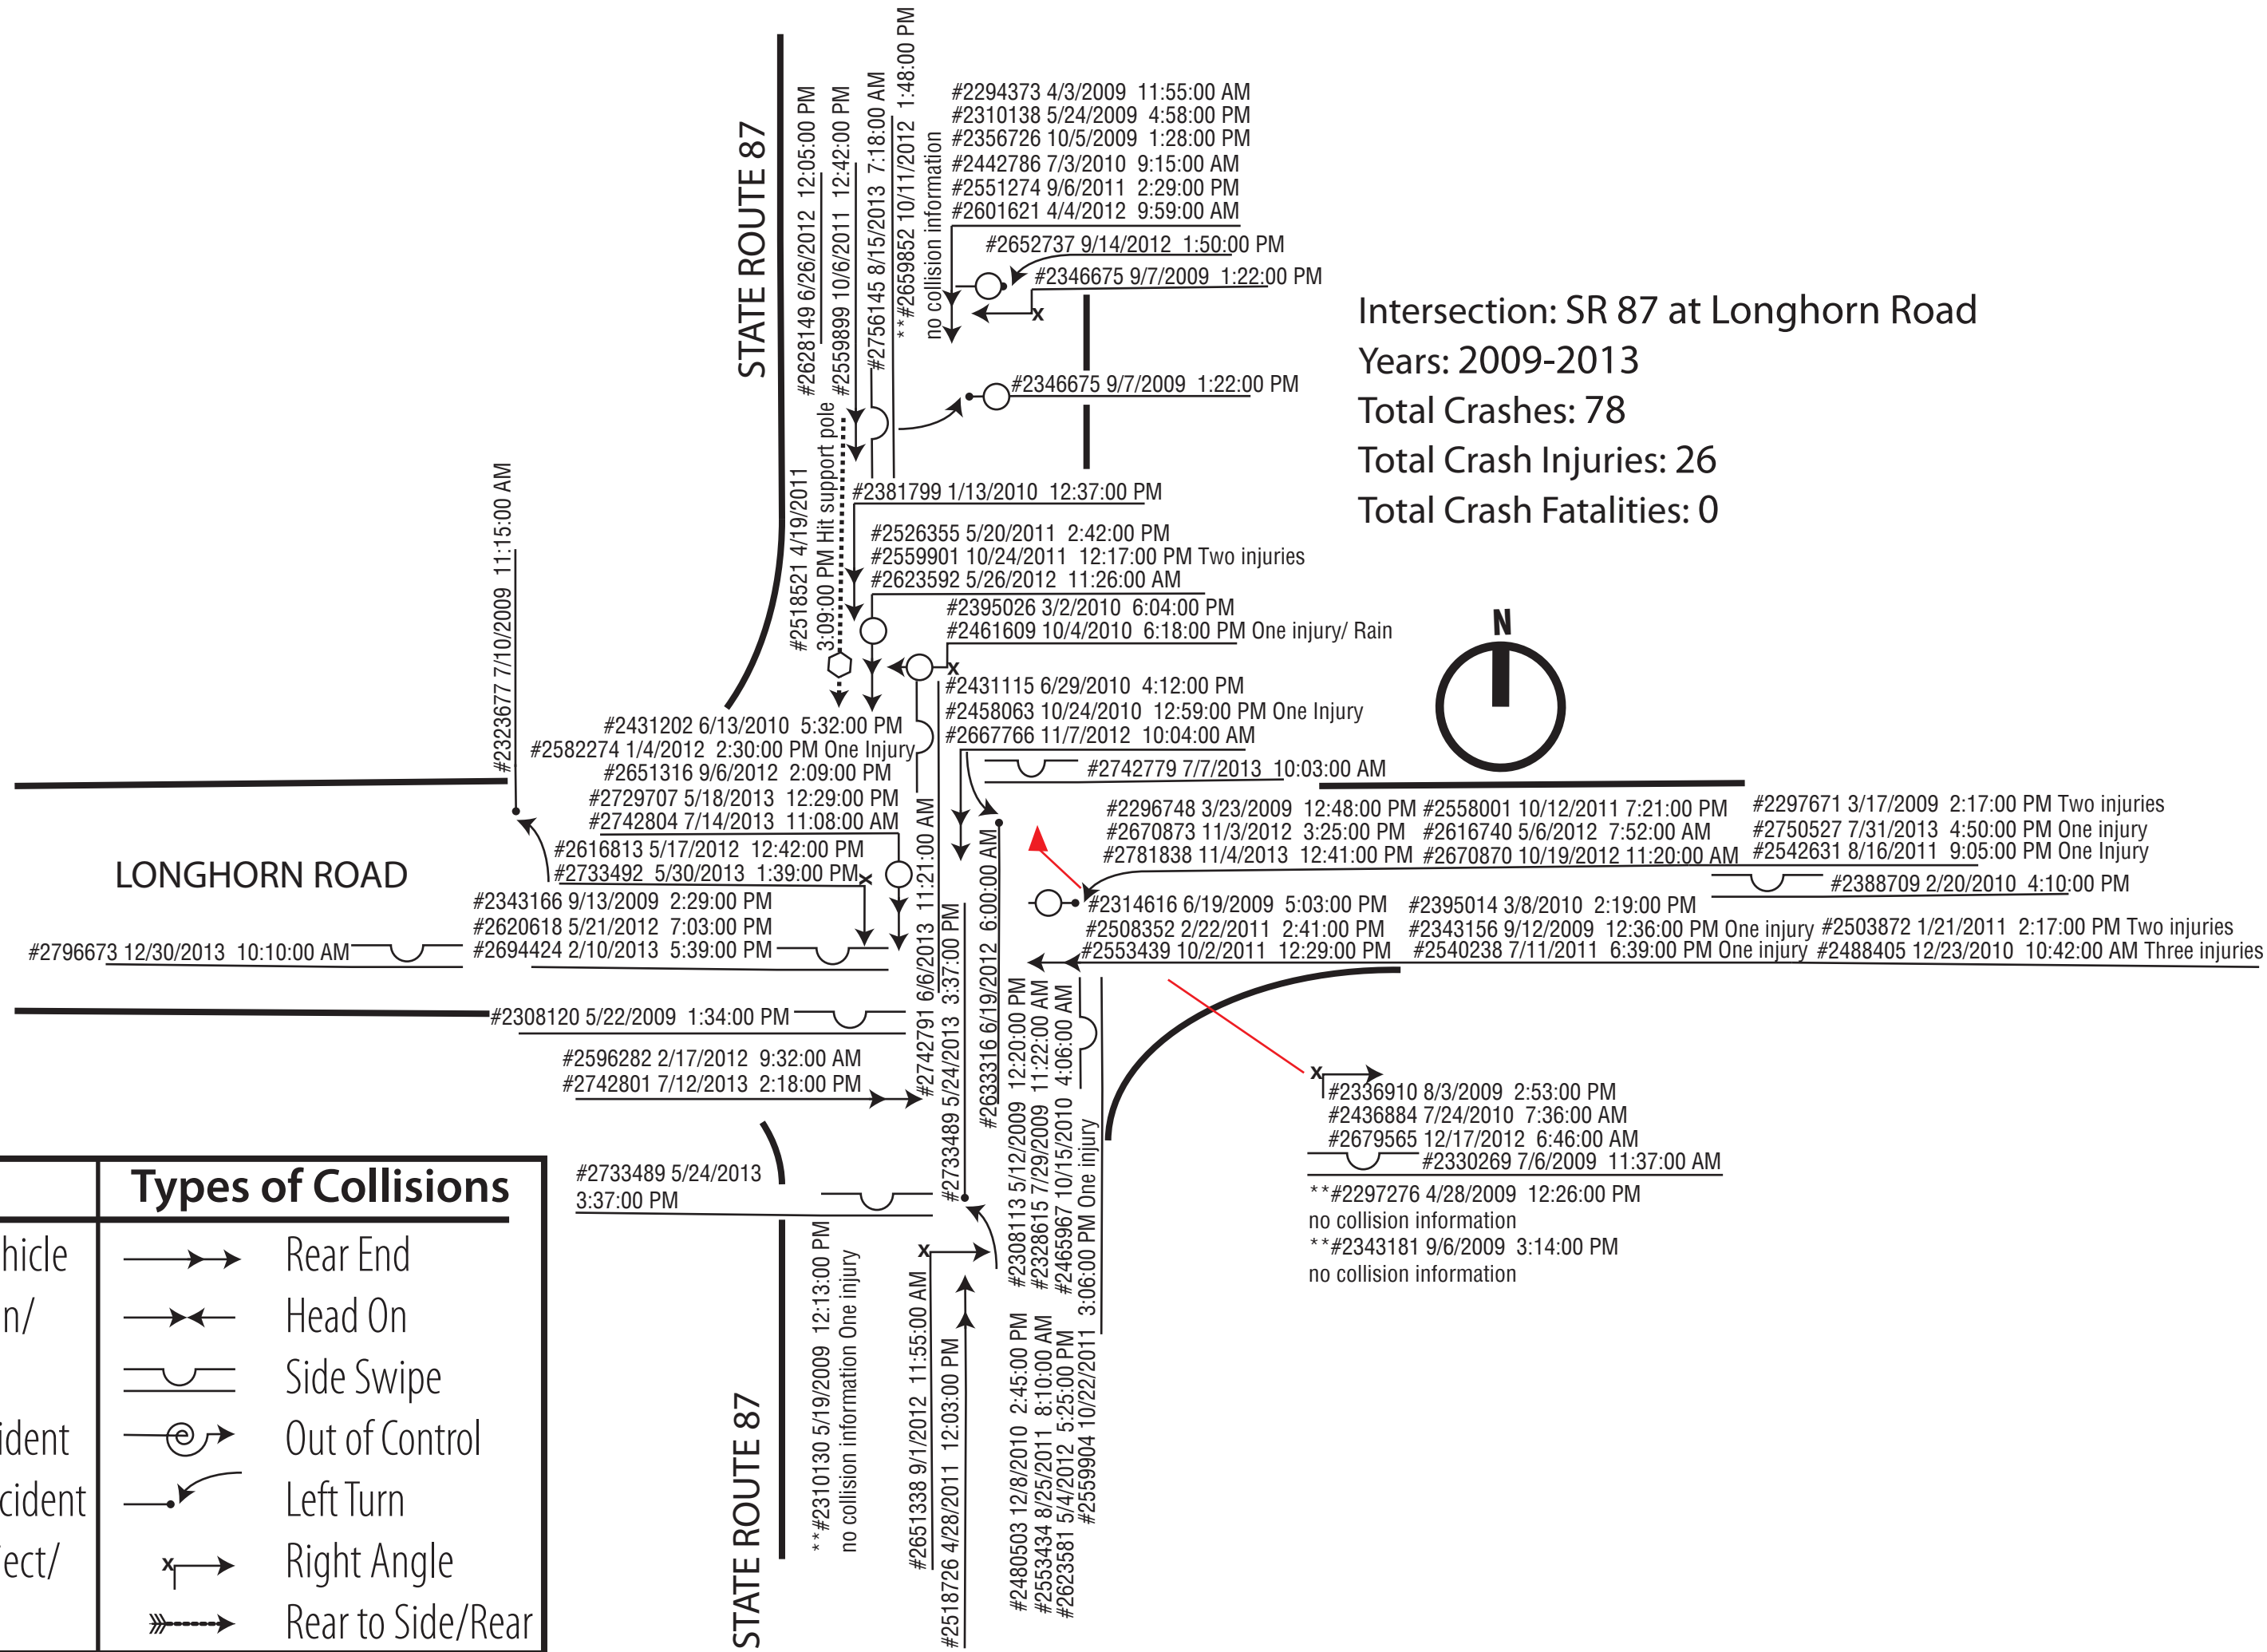 STATE ROUTE 87
#2628149 6/26/2012 12:05:00 PM
#2559899 10/6/2011 12:42:00 PM
#2756145 8/15/2013 7:18:00 AM
**#2659852 10/11/2012 1:48:00 PM
no collision information
#2294373 4/3/2009 11:55:00 AM
#2310138 5/24/2009 4:58:00 PM
#2356726 10/5/2009 1:28:00 PM
#2442786 7/3/2010 9:15:00 AM
#2551274 9/6/2011 2:29:00 PM
#2601621 4/4/2012 9:59:00 AM
#2652737 9/14/2012 1:50:00 PM
#2346675 9/7/2009 1:22:00 PM
x
#2346675 9/7/2009 1:22:00 PM
Intersection: SR 87 at Longhorn Road
Years: 2009-2013
Total Crashes: 78
Total Crash Injuries: 26
Total Crash Fatalities: 0
#2518521 4/19/2011
3:09:00 PM Hit support pole
#2381799 1/13/2010 12:37:00 PM
#2526355 5/20/2011 2:42:00 PM
#2559901 10/24/2011 12:17:00 PM Two injuries
#2623592 5/26/2012 11:26:00 AM
#2395026 3/2/2010 6:04:00 PM
#2461609 10/4/2010 6:18:00 PM One injury/ Rain
x
N
#2323677 7/10/2009 11:15:00 AM
#2431115 6/29/2010 4:12:00 PM
#2458063 10/24/2010 12:59:00 PM One Injury
#2667766 11/7/2012 10:04:00 AM
#2742779 7/7/2013 10:03:00 AM
#2431202 6/13/2010 5:32:00 PM
#2582274 1/4/2012 2:30:00 PM One Injury
#2651316 9/6/2012 2:09:00 PM
#2729707 5/18/2013 12:29:00 PM
#2742804 7/14/2013 11:08:00 AM
#2616813 5/17/2012 12:42:00 PM
#2733492 5/30/2013 1:39:00 PM
x
LONGHORN ROAD
#2343166 9/13/2009 2:29:00 PM
#2620618 5/21/2012 7:03:00 PM
#2694424 2/10/2013 5:39:00 PM
#2796673 12/30/2013 10:10:00 AM
#2742791 6/6/2013 11:21:00 AM
#2733489 5/24/2013 3:37:00 PM
#2633316 6/19/2012 6:00:00 AM
#2296748 3/23/2009 12:48:00 PM #2558001 10/12/2011 7:21:00 PM
#2670873 11/3/2012 3:25:00 PM #2616740 5/6/2012 7:52:00 AM
#2781838 11/4/2013 12:41:00 PM #2670870 10/19/2012 11:20:00 AM
#2297671 3/17/2009 2:17:00 PM Two injuries
#2750527 7/31/2013 4:50:00 PM One injury
#2542631 8/16/2011 9:05:00 PM One Injury
#2388709 2/20/2010 4:10:00 PM
#2314616 6/19/2009 5:03:00 PM #2395014 3/8/2010 2:19:00 PM
#2508352 2/22/2011 2:41:00 PM #2343156 9/12/2009 12:36:00 PM One injury #2503872 1/21/2011 2:17:00 PM Two injuries
#2553439 10/2/2011 12:29:00 PM #2540238 7/11/2011 6:39:00 PM One injury #2488405 12/23/2010 10:42:00 AM Three injuries
#2308120 5/22/2009 1:34:00 PM
#2596282 2/17/2012 9:32:00 AM
#2742801 7/12/2013 2:18:00 PM
#2308113 5/12/2009 12:20:00 PM
#2328615 7/29/2009 11:22:00 AM
#2465967 10/15/2010 4:06:00 AM
#2559904 10/22/2011 3:06:00 PM One injury
x
#2336910 8/3/2009 2:53:00 PM
#2436884 7/24/2010 7:36:00 AM
#2679565 12/17/2012 6:46:00 AM
#2330269 7/6/2009 11:37:00 AM
**#2297276 4/28/2009 12:26:00 PM
no collision information
**#2343181 9/6/2009 3:14:00 PM
no collision information
#2733489 5/24/2013
3:37:00 PM
STATE ROUTE 87
**#2310130 5/19/2009 12:13:00 PM
no collision information One injury
x
#2651338 9/1/2012 11:55:00 AM
#2518726 4/28/2011 12:03:00 PM
#2480503 12/8/2010 2:45:00 PM
#2553434 8/25/2011 8:10:00 AM
#2623581 5/4/2012 5:25:00 PM
Types of Collisions
hicle
Rear End
n/
Head On
Side Swipe
ident
Out of Control
cident
Left Turn
ject/
x
Right Angle
Rear to Side/Rear